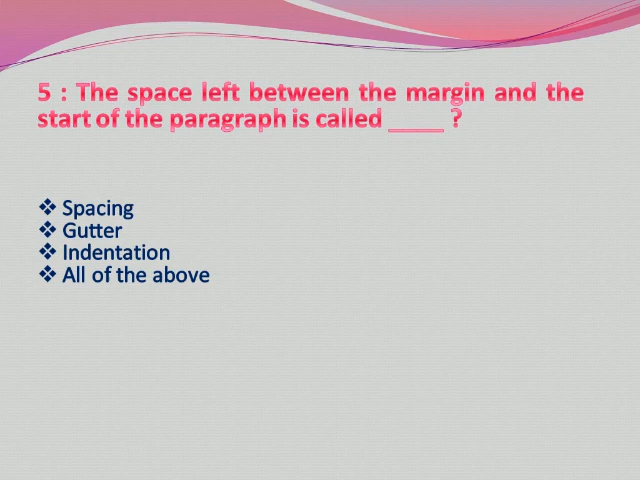 5 : The space left between the margin and the
start of the paragraph is called _____ ?
❖ Spacing
❖ Gutter
❖ Indentation
❖ All of the above